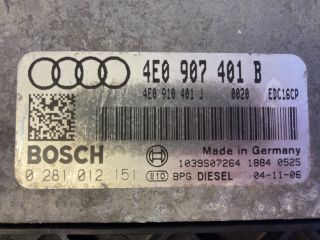 4E0 907 401 B
4E0 910 401 J 0020 EDC16CP
BOSCH
Made in Germany
1039S07264 1884 0525
0 281 012 151
810 BPG DIESEL 04-11-06